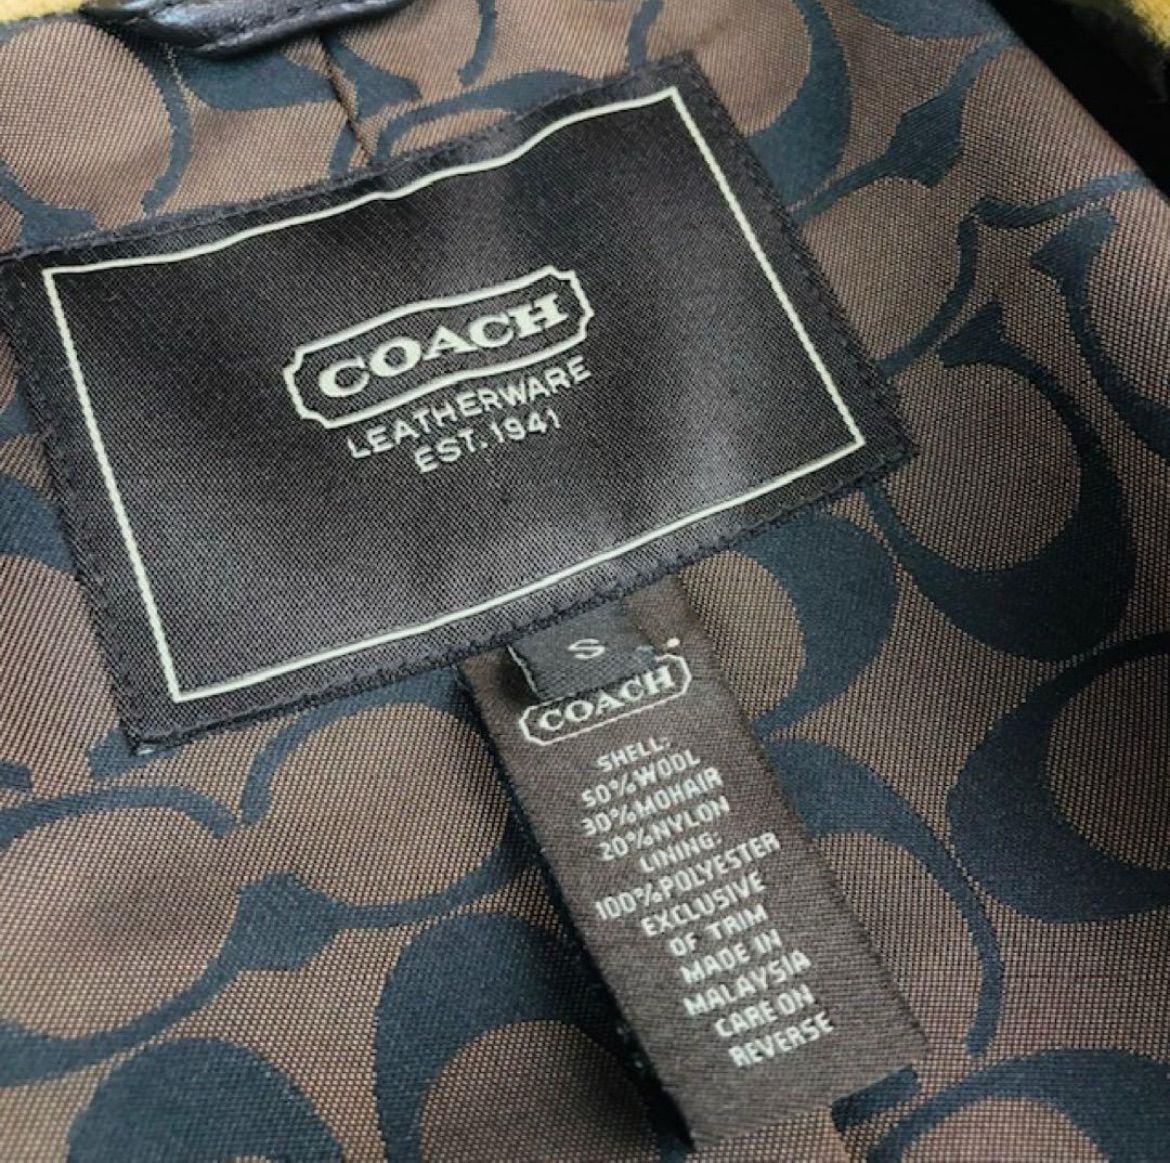 COACH
LEATHERWARE
EST. 1941
S
COACH
SHELL:
50% WOOL
30% MOHAIR
20% NYLON
LINING:
100% POLYESTER
EXCLUSIVE
OF TRIM
MADE IN
MALAYSIA
CARE ON
REVERSE